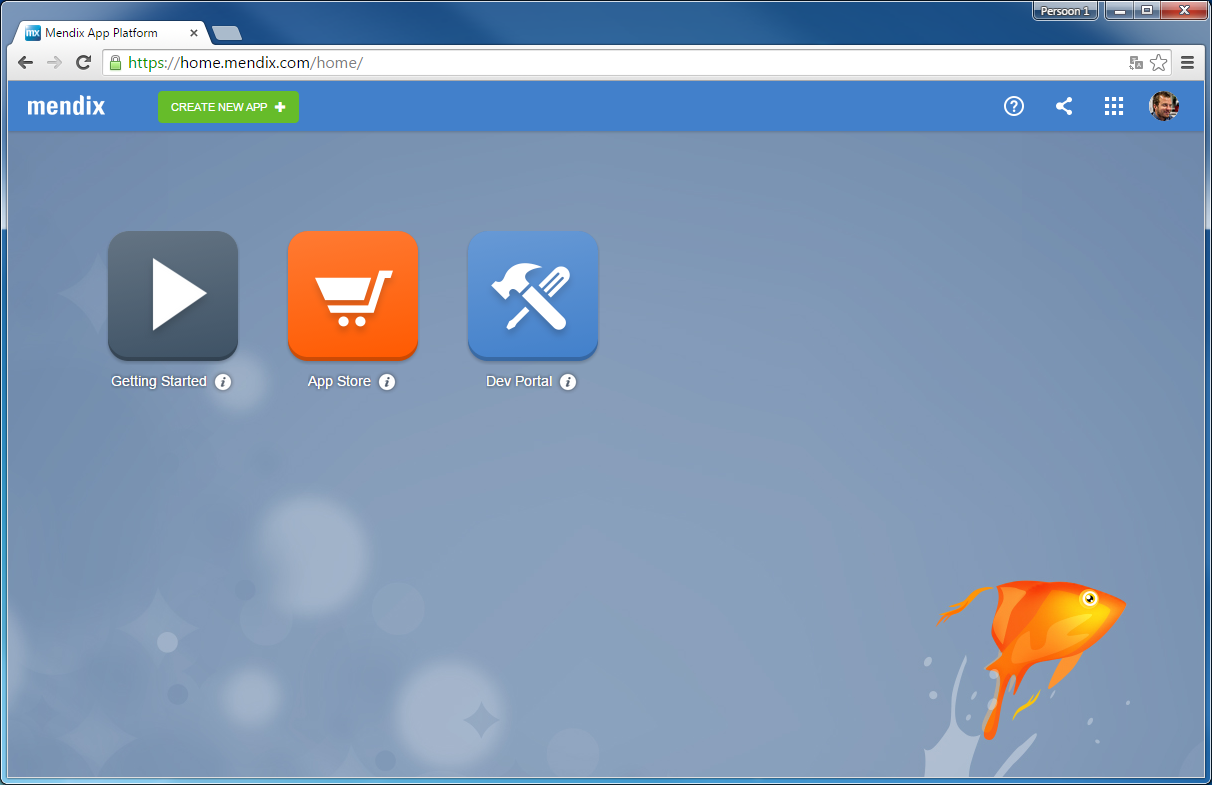 Persoon 1
mx Mendix App Platform
https://home.mendix.com/home/
mendix
CREATE NEW APP
Getting Started i
App Store i
Dev Portal i